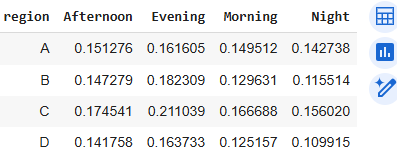 region Afternoon Evening Morning Night
A 0.151276 0.161605 0.149512 0.142738
B 0.147279 0.182309 0.129631 0.115514
C 0.174541 0.211039 0.166688 0.156020
D 0.141758 0.163733 0.125157 0.109915